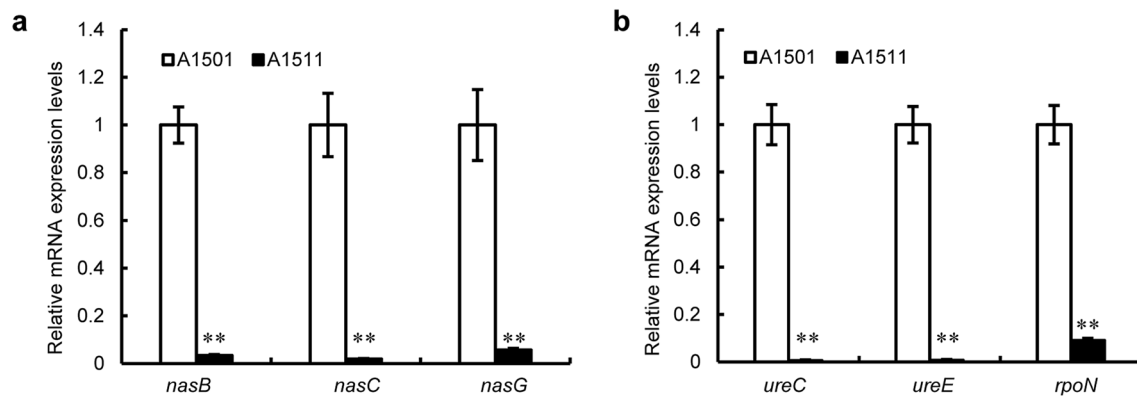 a
Relative mRNA expression levels
1.4
1.2
1
0.8
0.6
0.4
0.2
0
A1501 A1511
** ** **
nasB nasC nasG
b
Relative mRNA expression levels
1.4
1.2
1
0.8
0.6
0.4
0.2
0
A1501 A1511
** ** **
ureC ureE rpoN